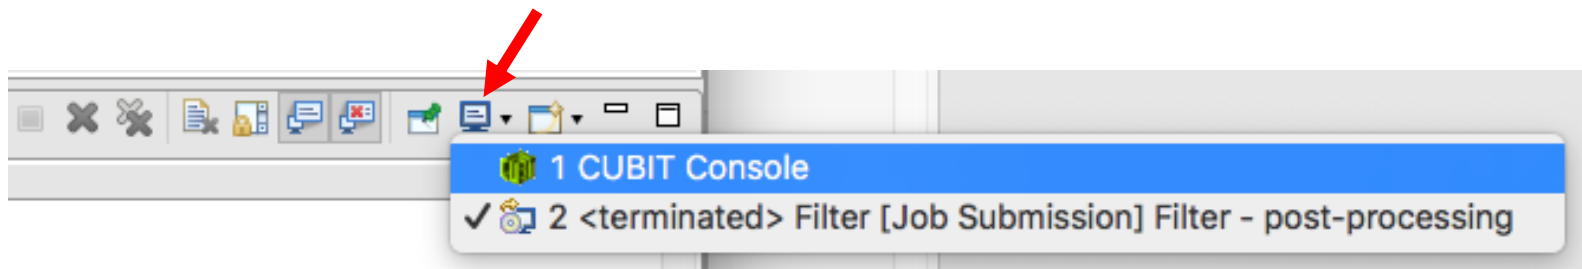 1 CUBIT Console
2 <terminated> Filter [Job Submission] Filter - post-processing